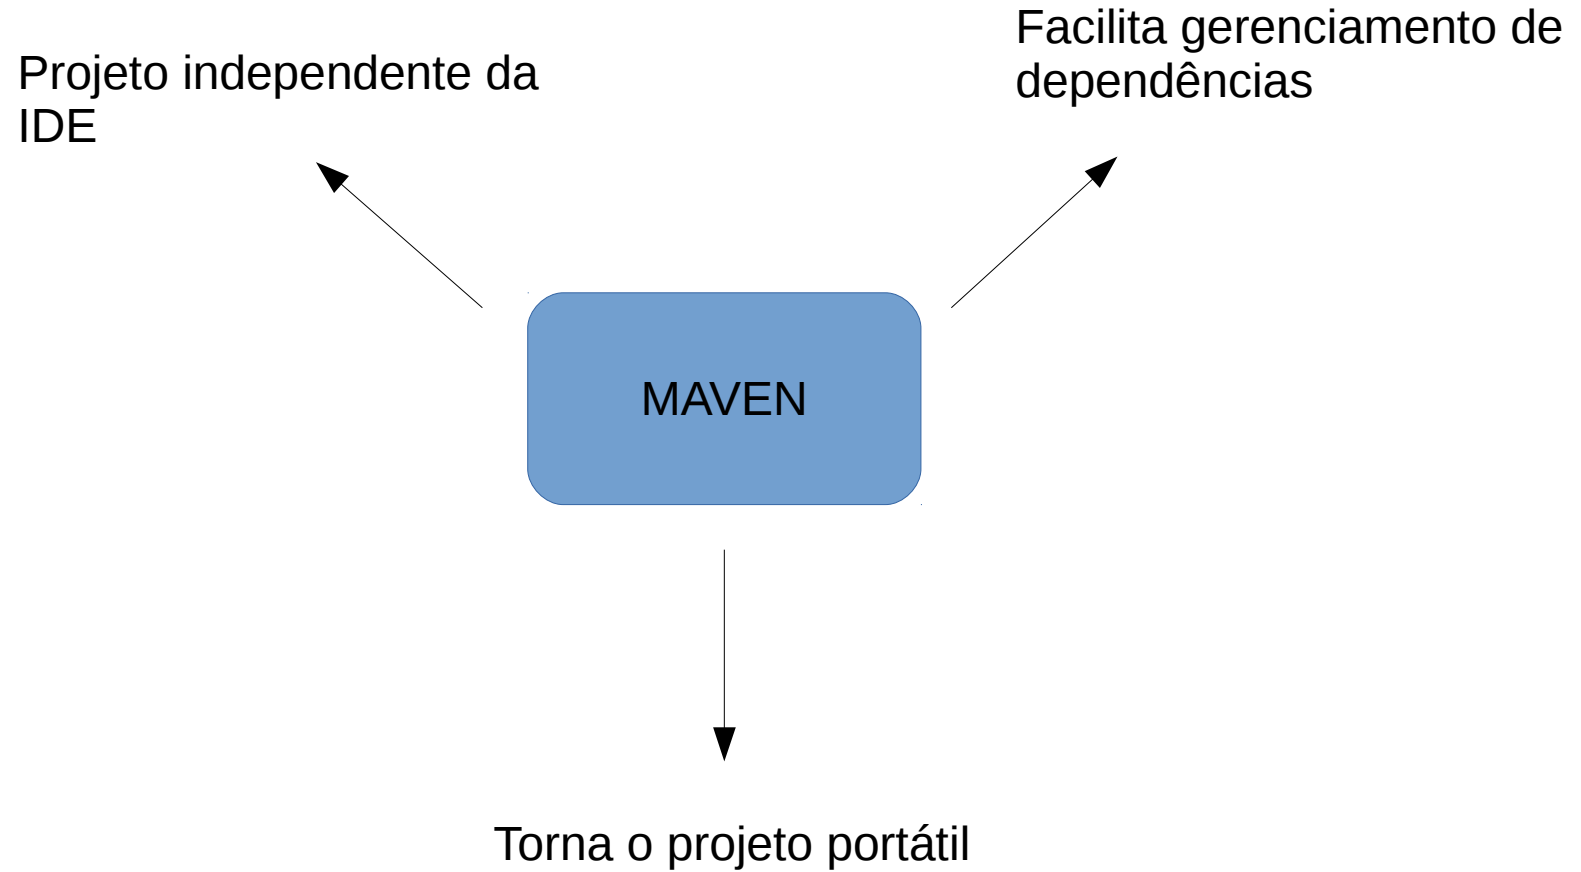 Projeto independente da
IDE
Facilita gerenciamento de
dependências
MAVEN
Torna o projeto portátil